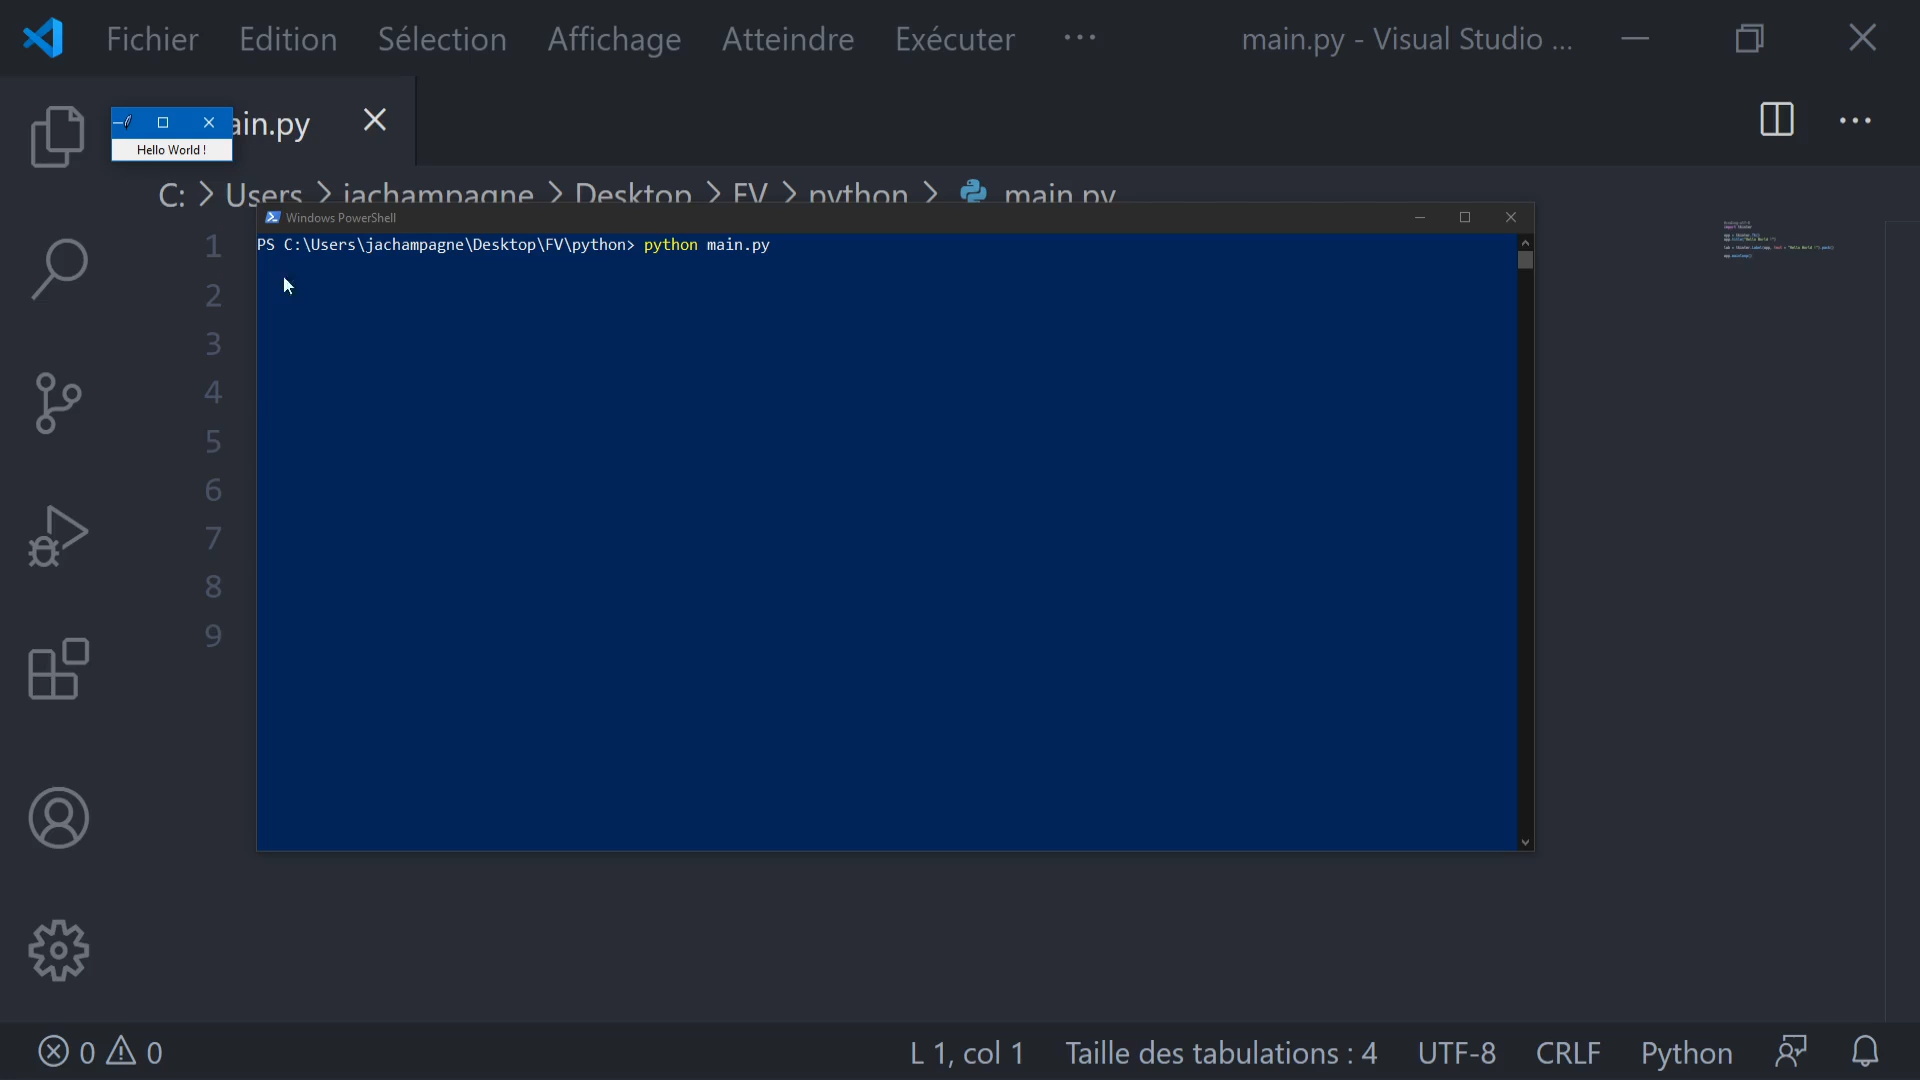 Fichier Edition Sélection Affichage Atteindre Exécuter ··· main.py - Visual Studio ...
ain.py
Hello World !
C: > Users > jachampagne > Desktop > FV > python > main.py
Windows PowerShell
PS C:\Users\jachampagne\Desktop\FV\python> python main.py
1
2
3
4
5
6
7
8
9
0 0 L 1, col 1 Taille des tabulations : 4 UTF-8 CRLF Python